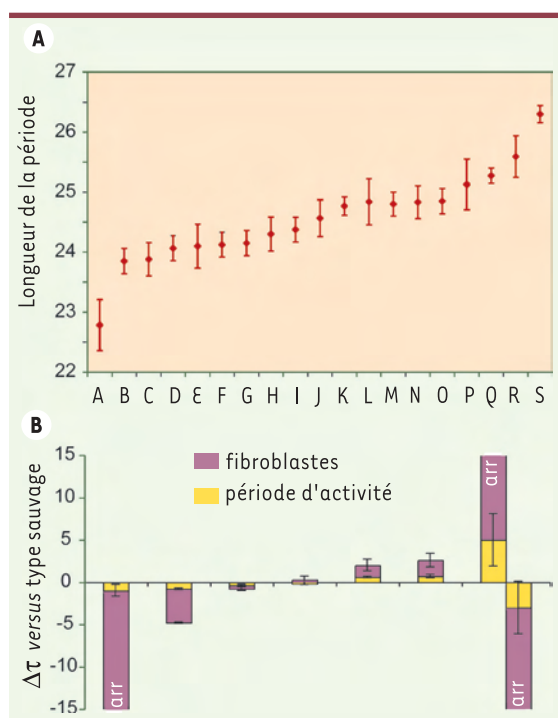 A
Longueur de la période
27
26
25
24
23
22
A B C D E F G H I J K L M N O P Q R S
B
Δτ versus type sauvage
15
10
5
0
-5
-10
-15
fibroblastes
période d'activité
arr
arr
arr